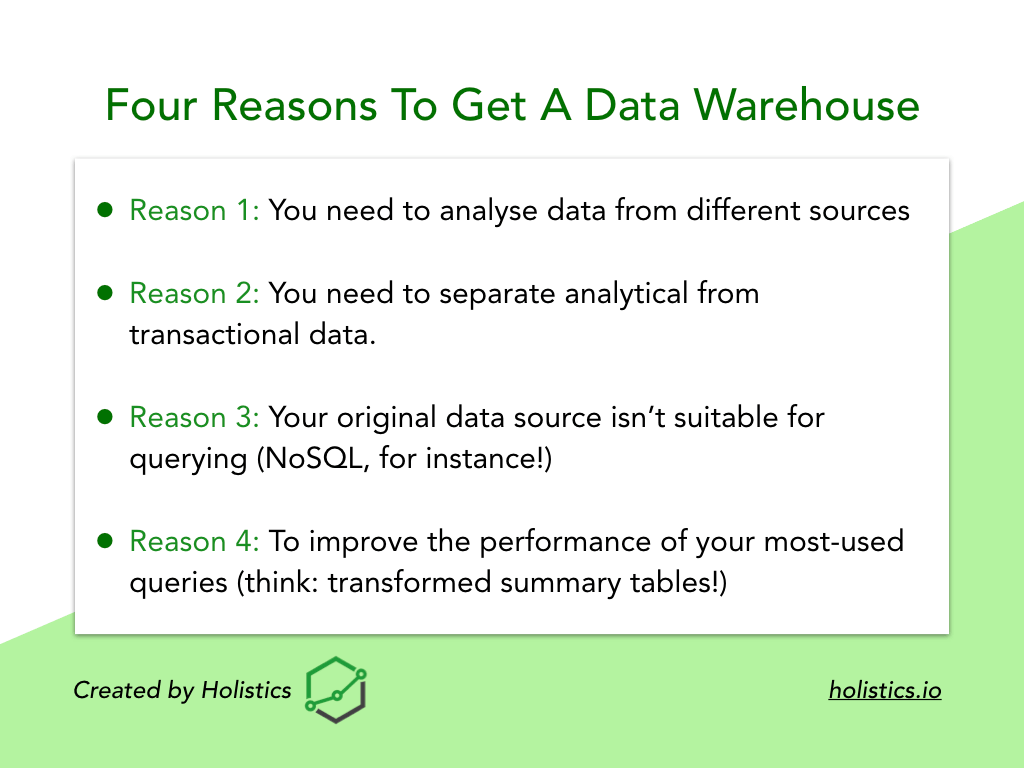 Four Reasons To Get A Data Warehouse
Reason 1: You need to analyse data from different sources
Reason 2: You need to separate analytical from
transactional data.
Reason 3: Your original data source isn’t suitable for
querying (NoSQL, for instance!)
Reason 4: To improve the performance of your most-used
queries (think: transformed summary tables!)
Created by Holistics
holistics.io